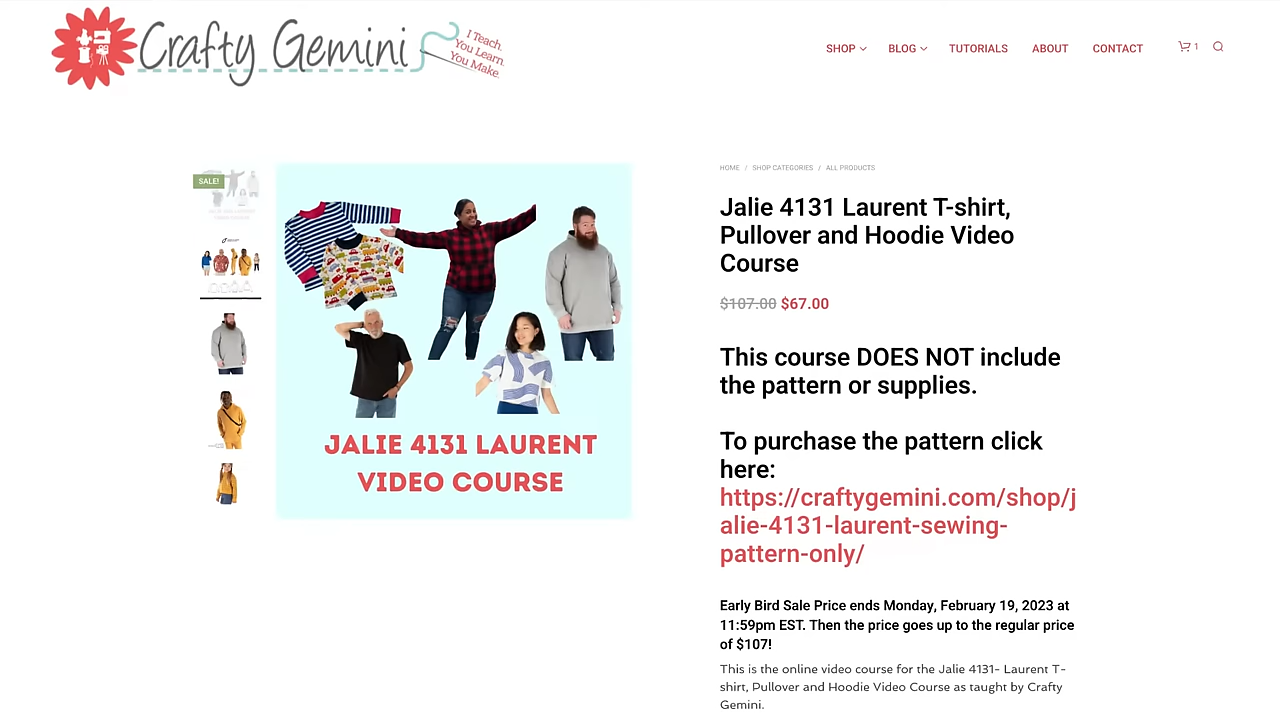 Crafty Gemini
I Teach.
You Learn.
You Make.
SHOP
BLOG
TUTORIALS
ABOUT
CONTACT
1
SALE!
HOME / SHOP CATEGORIES / ALL PRODUCTS
Jalie 4131 Laurent T-shirt,
Pullover and Hoodie Video
Course
$107.00 $67.00
This course DOES NOT include
the pattern or supplies.
To purchase the pattern click
here:
https://craftygemini.com/shop/j
alie-4131-laurent-sewing-
pattern-only/
JALIE 4131 LAURENT
VIDEO COURSE
Early Bird Sale Price ends Monday, February 19, 2023 at
11:59pm EST. Then the price goes up to the regular price
of $107!
This is the online video course for the Jalie 4131- Laurent T-
shirt, Pullover and Hoodie Video Course as taught by Crafty
Gemini.